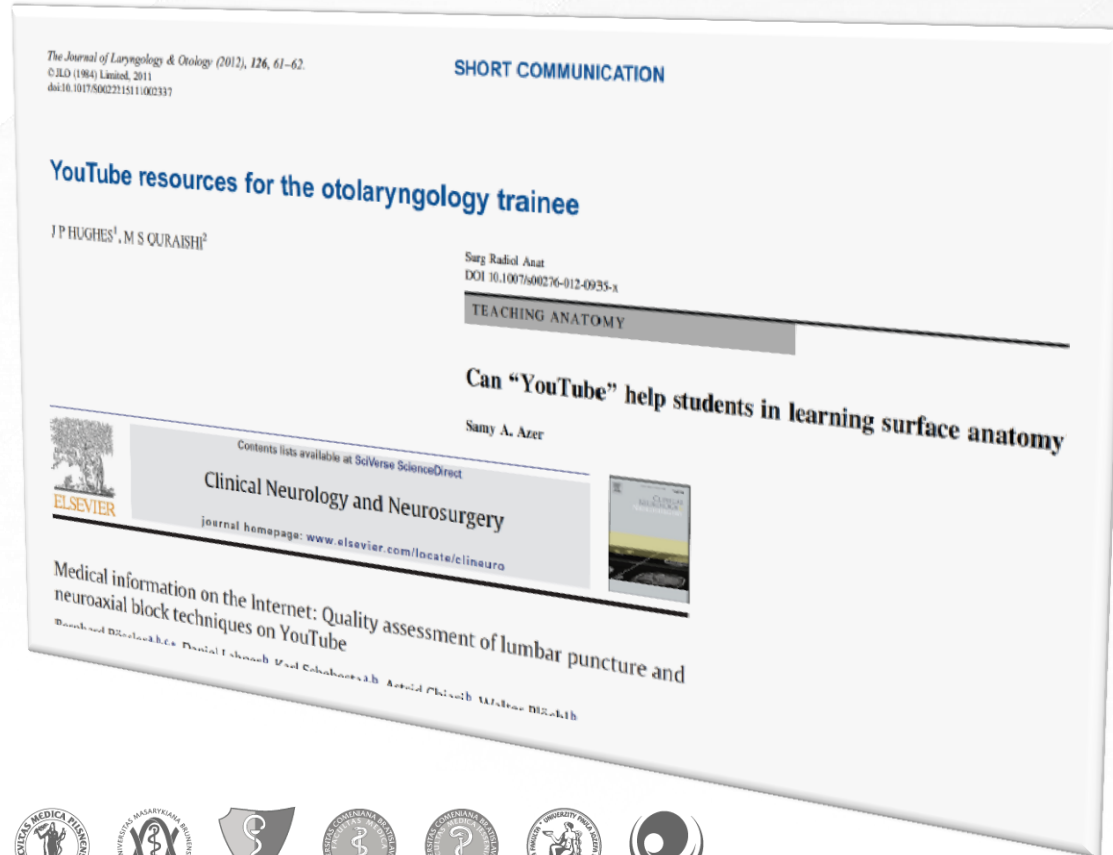 The Journal of Laryngology & Otology (2012), 126, 61–62.
© JLO (1984) Limited, 2011
doi:10.1017/S0022215111002337
SHORT COMMUNICATION
YouTube resources for the otolaryngology trainee
J P HUGHES1, M S QURAISHI2
Surg Radiol Anat
DOI 10.1007/s00276-012-0935-x
TEACHING ANATOMY
Can “YouTube” help students in learning surface anatomy
Samy A. Azer
ELSEVIER
Contents lists available at SciVerse ScienceDirect
Clinical Neurology and Neurosurgery
journal homepage: www.elsevier.com/locate/clineuro
Medical information on the Internet: Quality assessment of lumbar puncture and
neuroaxial block techniques on YouTube